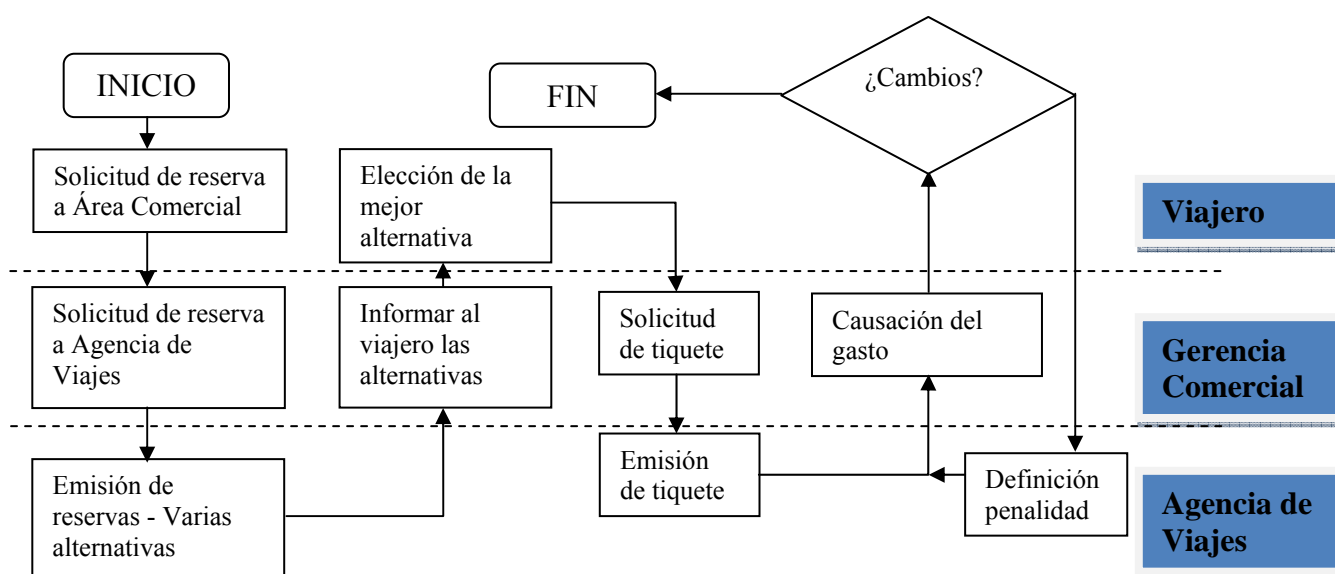 INICIO
FIN
¿Cambios?
Solicitud de reserva
a Área Comercial
Elección de la
mejor
alternativa
Viajero
Solicitud de reserva
a Agencia de
Viajes
Informar al
viajero las
alternativas
Solicitud
de tiquete
Causación del
gasto
Gerencia
Comercial
Emisión de
reservas - Varias
alternativas
Emisión
de tiquete
Definición
penalidad
Agencia de
Viajes